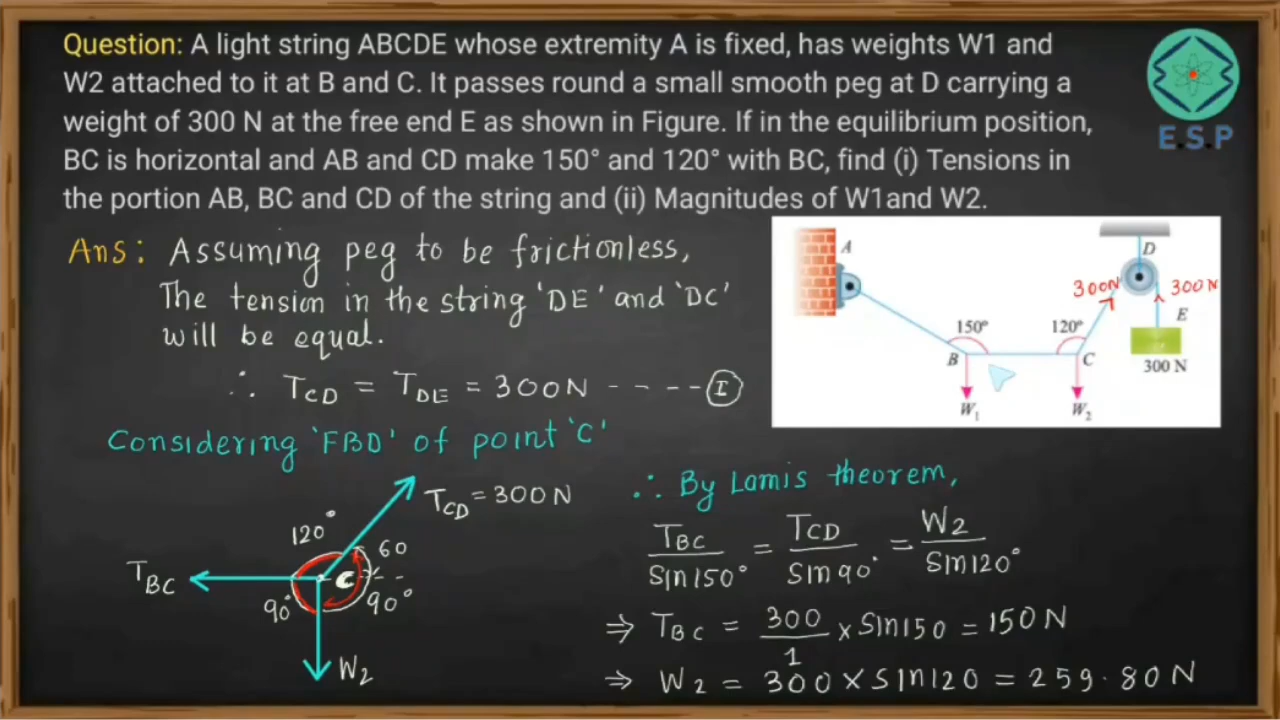 Question: A light string ABCDE whose extremity A is fixed, has weights W1 and
W2 attached to it at B and C. It passes round a small smooth peg at D carrying a
weight of 300 N at the free end E as shown in Figure. If in the equilibrium position,
BC is horizontal and AB and CD make 150° and 120° with BC, find (i) Tensions in
the portion AB, BC and CD of the string and (ii) Magnitudes of W1and W2.
E.S.P
Ans: Assuming peg to be frictionless,
The tension in the string 'DE' and 'DC'
will be equal.
∴ TCD = TDE = 300N ---- I
A
D
300N
300N
E
150°
120°
B
C
300 N
W1
W2
Considering 'FBD' of point 'C'
TCD = 300N
120°
60
TBC
C
90°
90°
W2
∴ By Lamis theorem,
TBC / Sin150° = TCD / Sin90° = W2 / Sin120°
⇒ TBC = 300/1 × Sin150 = 150N
⇒ W2 = 300 × Sin120 = 259.80N